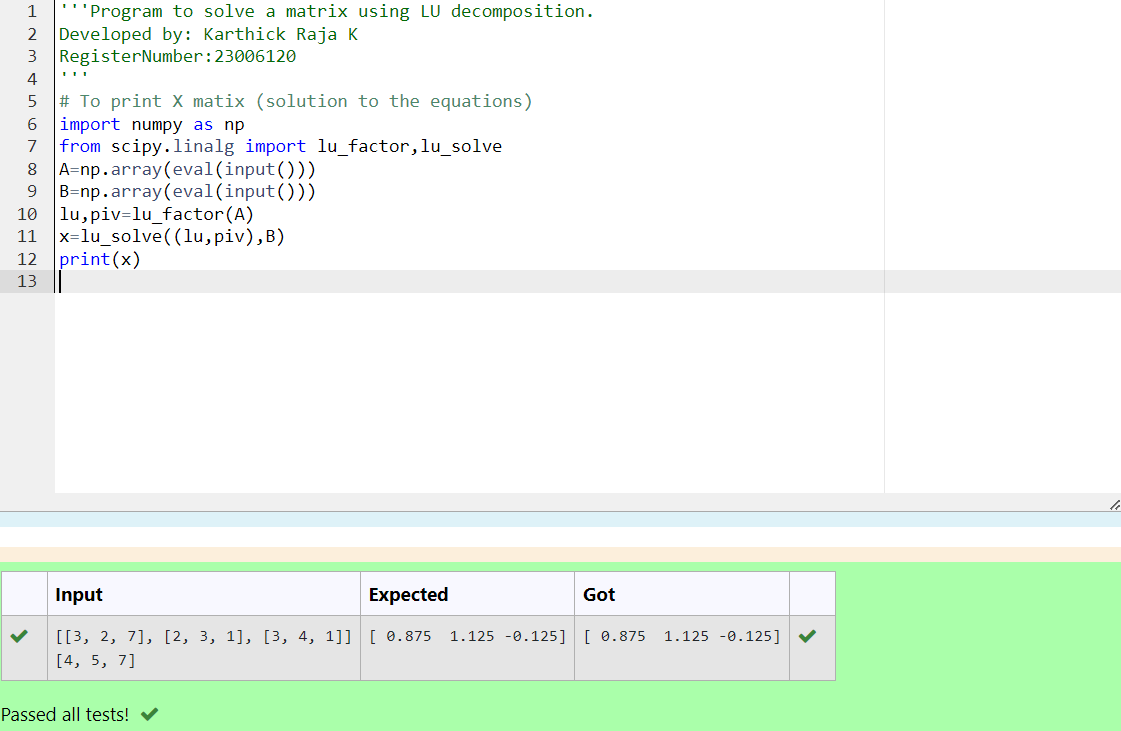 1 '''Program to solve a matrix using LU decomposition.
2 Developed by: Karthick Raja K
3 RegisterNumber:23006120
4 '''
5 # To print X matix (solution to the equations)
6 import numpy as np
7 from scipy.linalg import lu_factor,lu_solve
8 A=np.array(eval(input()))
9 B=np.array(eval(input()))
10 lu,piv=lu_factor(A)
11 x=lu_solve((lu,piv),B)
12 print(x)
13
Input Expected Got
[[3, 2, 7], [2, 3, 1], [3, 4, 1]] [ 0.875  1.125 -0.125] [ 0.875  1.125 -0.125]
[4, 5, 7]
Passed all tests!